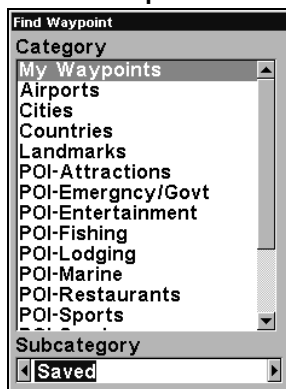 Find Waypoint
Category
My Waypoints
Airports
Cities
Countries
Landmarks
POI-Attractions
POI-Emergncy/Govt
POI-Entertainment
POI-Fishing
POI-Lodging
POI-Marine
POI-Restaurants
POI-Sports
Subcategory
Saved